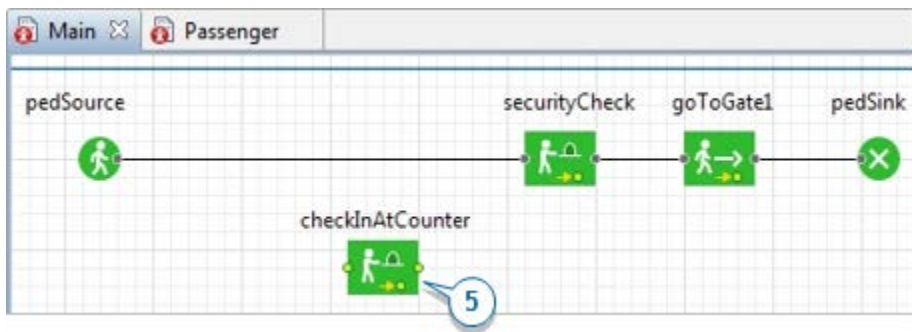 Main Passenger
pedSource securityCheck goToGate1 pedSink
checkInAtCounter
5